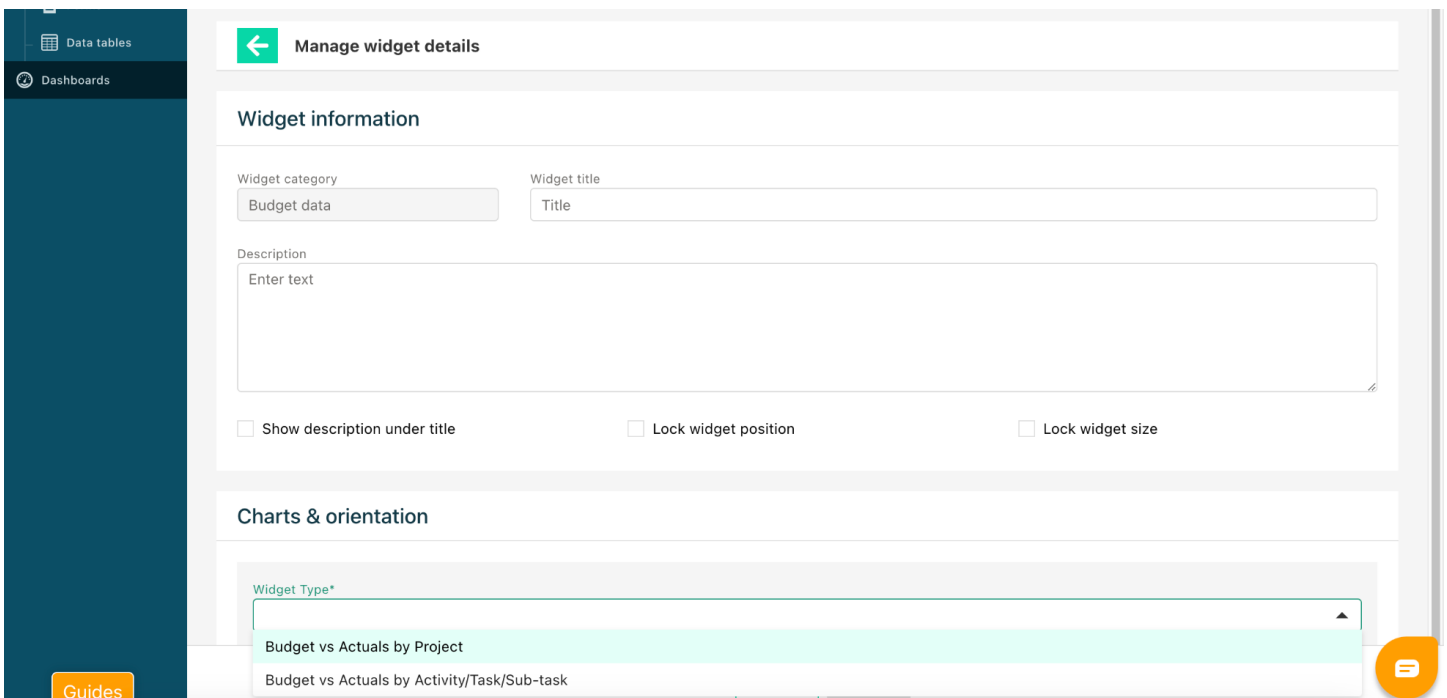 Data tables
Dashboards
Manage widget details
Widget information
Widget category
Widget title
Budget data
Title
Description
Enter text
Show description under title
Lock widget position
Lock widget size
Charts & orientation
Widget Type*
Budget vs Actuals by Project
Budget vs Actuals by Activity/Task/Sub-task
Guides